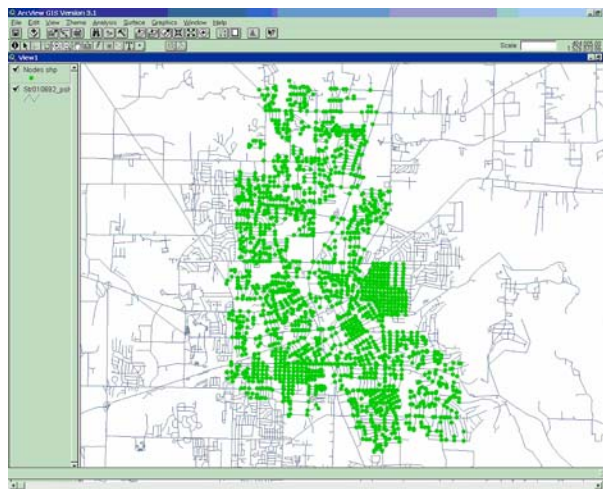 ArcView GIS Version 3.1
File Edit View Theme Analysis Surface Graphics Window Help
Scale
View1
Nodes.shp